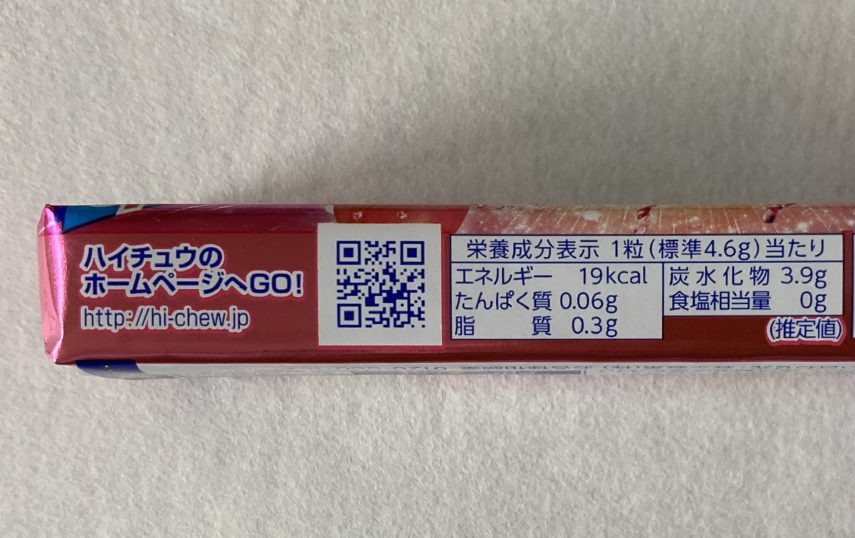 ハイチュウの
ホームページへGO!
http://hi-chew.jp
栄養成分表示 1粒(標準4.6g)当たり
エネルギー 19kcal
たんぱく質 0.06g
脂質 0.3g
炭水化物 3.9g
食塩相当量 0g
(推定値)